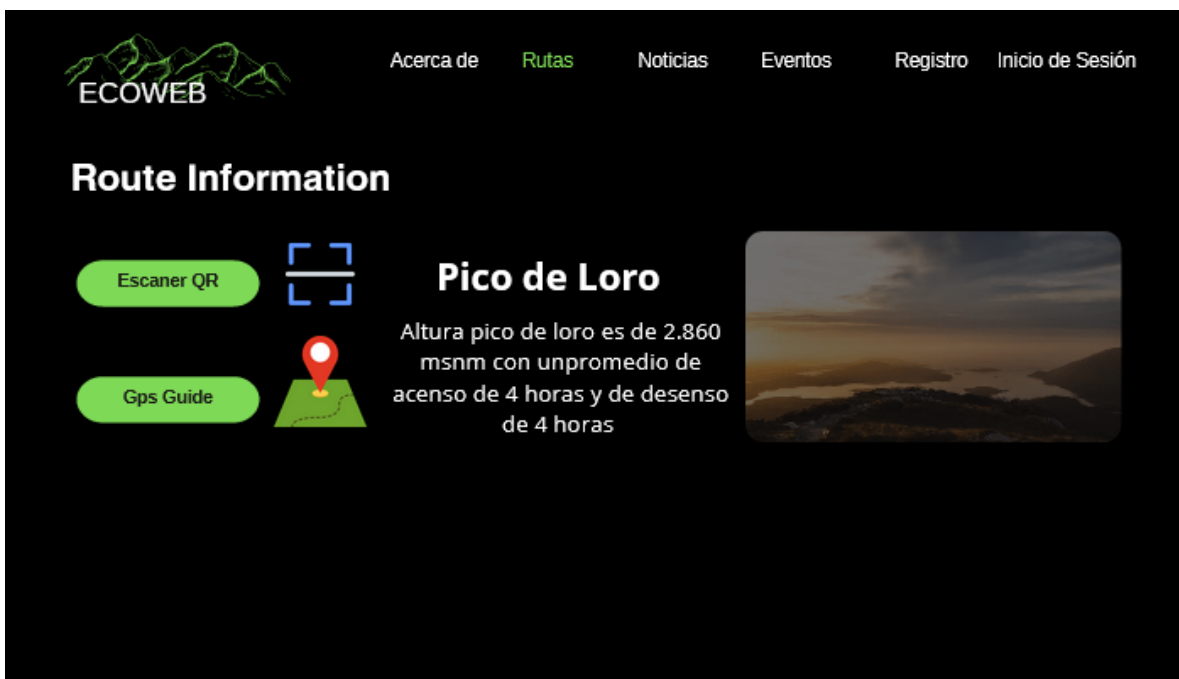 ECOWEB
Acerca de Rutas Noticias Eventos Registro Inicio de Sesión
Route Information
Escaner QR
Gps Guide
Pico de Loro
Altura pico de loro es de 2.860
msnm con unpromedio de
acenso de 4 horas y de desenso
de 4 horas